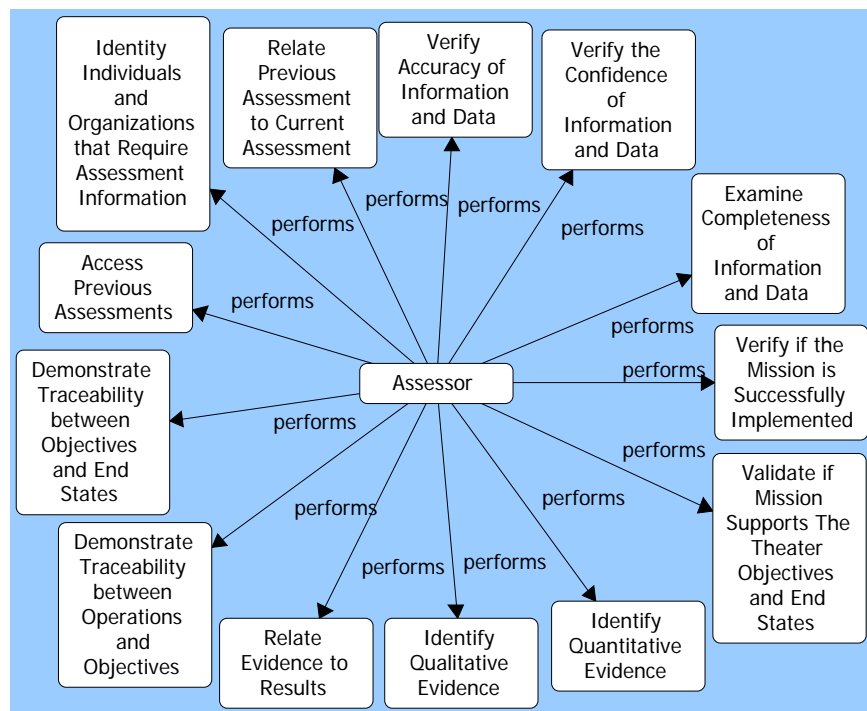 Identity
Individuals
and
Organizations
that Require
Assessment
Information
Relate
Previous
Assessment
to Current
Assessment
Verify
Accuracy of
Information
and Data
Verify the
Confidence
of
Information
and Data
Examine
Completeness
of
Information
and Data
performs
performs
performs
performs
Access
Previous
Assessments
performs
performs
Verify if the
Mission is
Successfully
Implemented
performs
Assessor
Demonstrate
Traceability
between
Objectives
and End
States
performs
performs
Validate if
Mission
Supports The
Theater
Objectives
and End
States
performs
performs
performs
performs
Demonstrate
Traceability
between
Operations
and
Objectives
Relate
Evidence to
Results
Identify
Qualitative
Evidence
Identify
Quantitative
Evidence